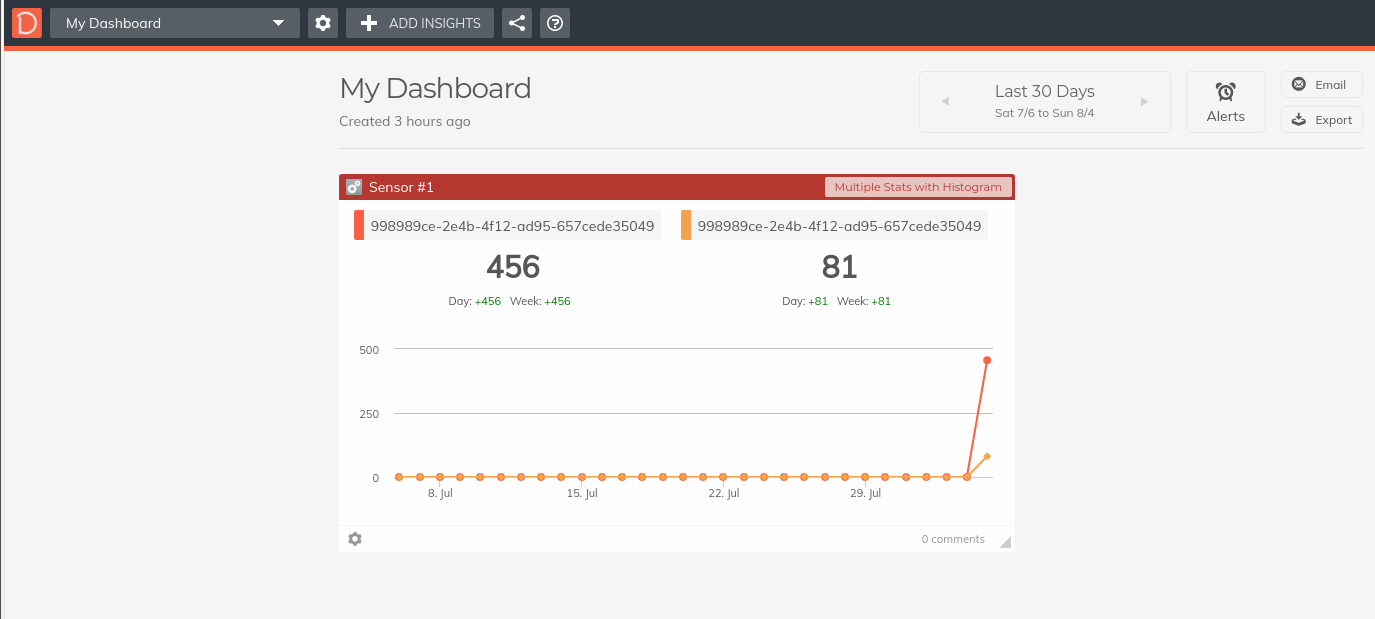 My Dashboard
ADD INSIGHTS
My Dashboard
Created 3 hours ago
Last 30 Days
Sat 7/6 to Sun 8/4
Alerts
Email
Export
Sensor #1
Multiple Stats with Histogram
998989ce-2e4b-4f12-ad95-657cede35049
998989ce-2e4b-4f12-ad95-657cede35049
456
81
Day: +456 Week: +456
Day: +81 Week: +81
500
250
0
8. Jul
15. Jul
22. Jul
29. Jul
0 comments